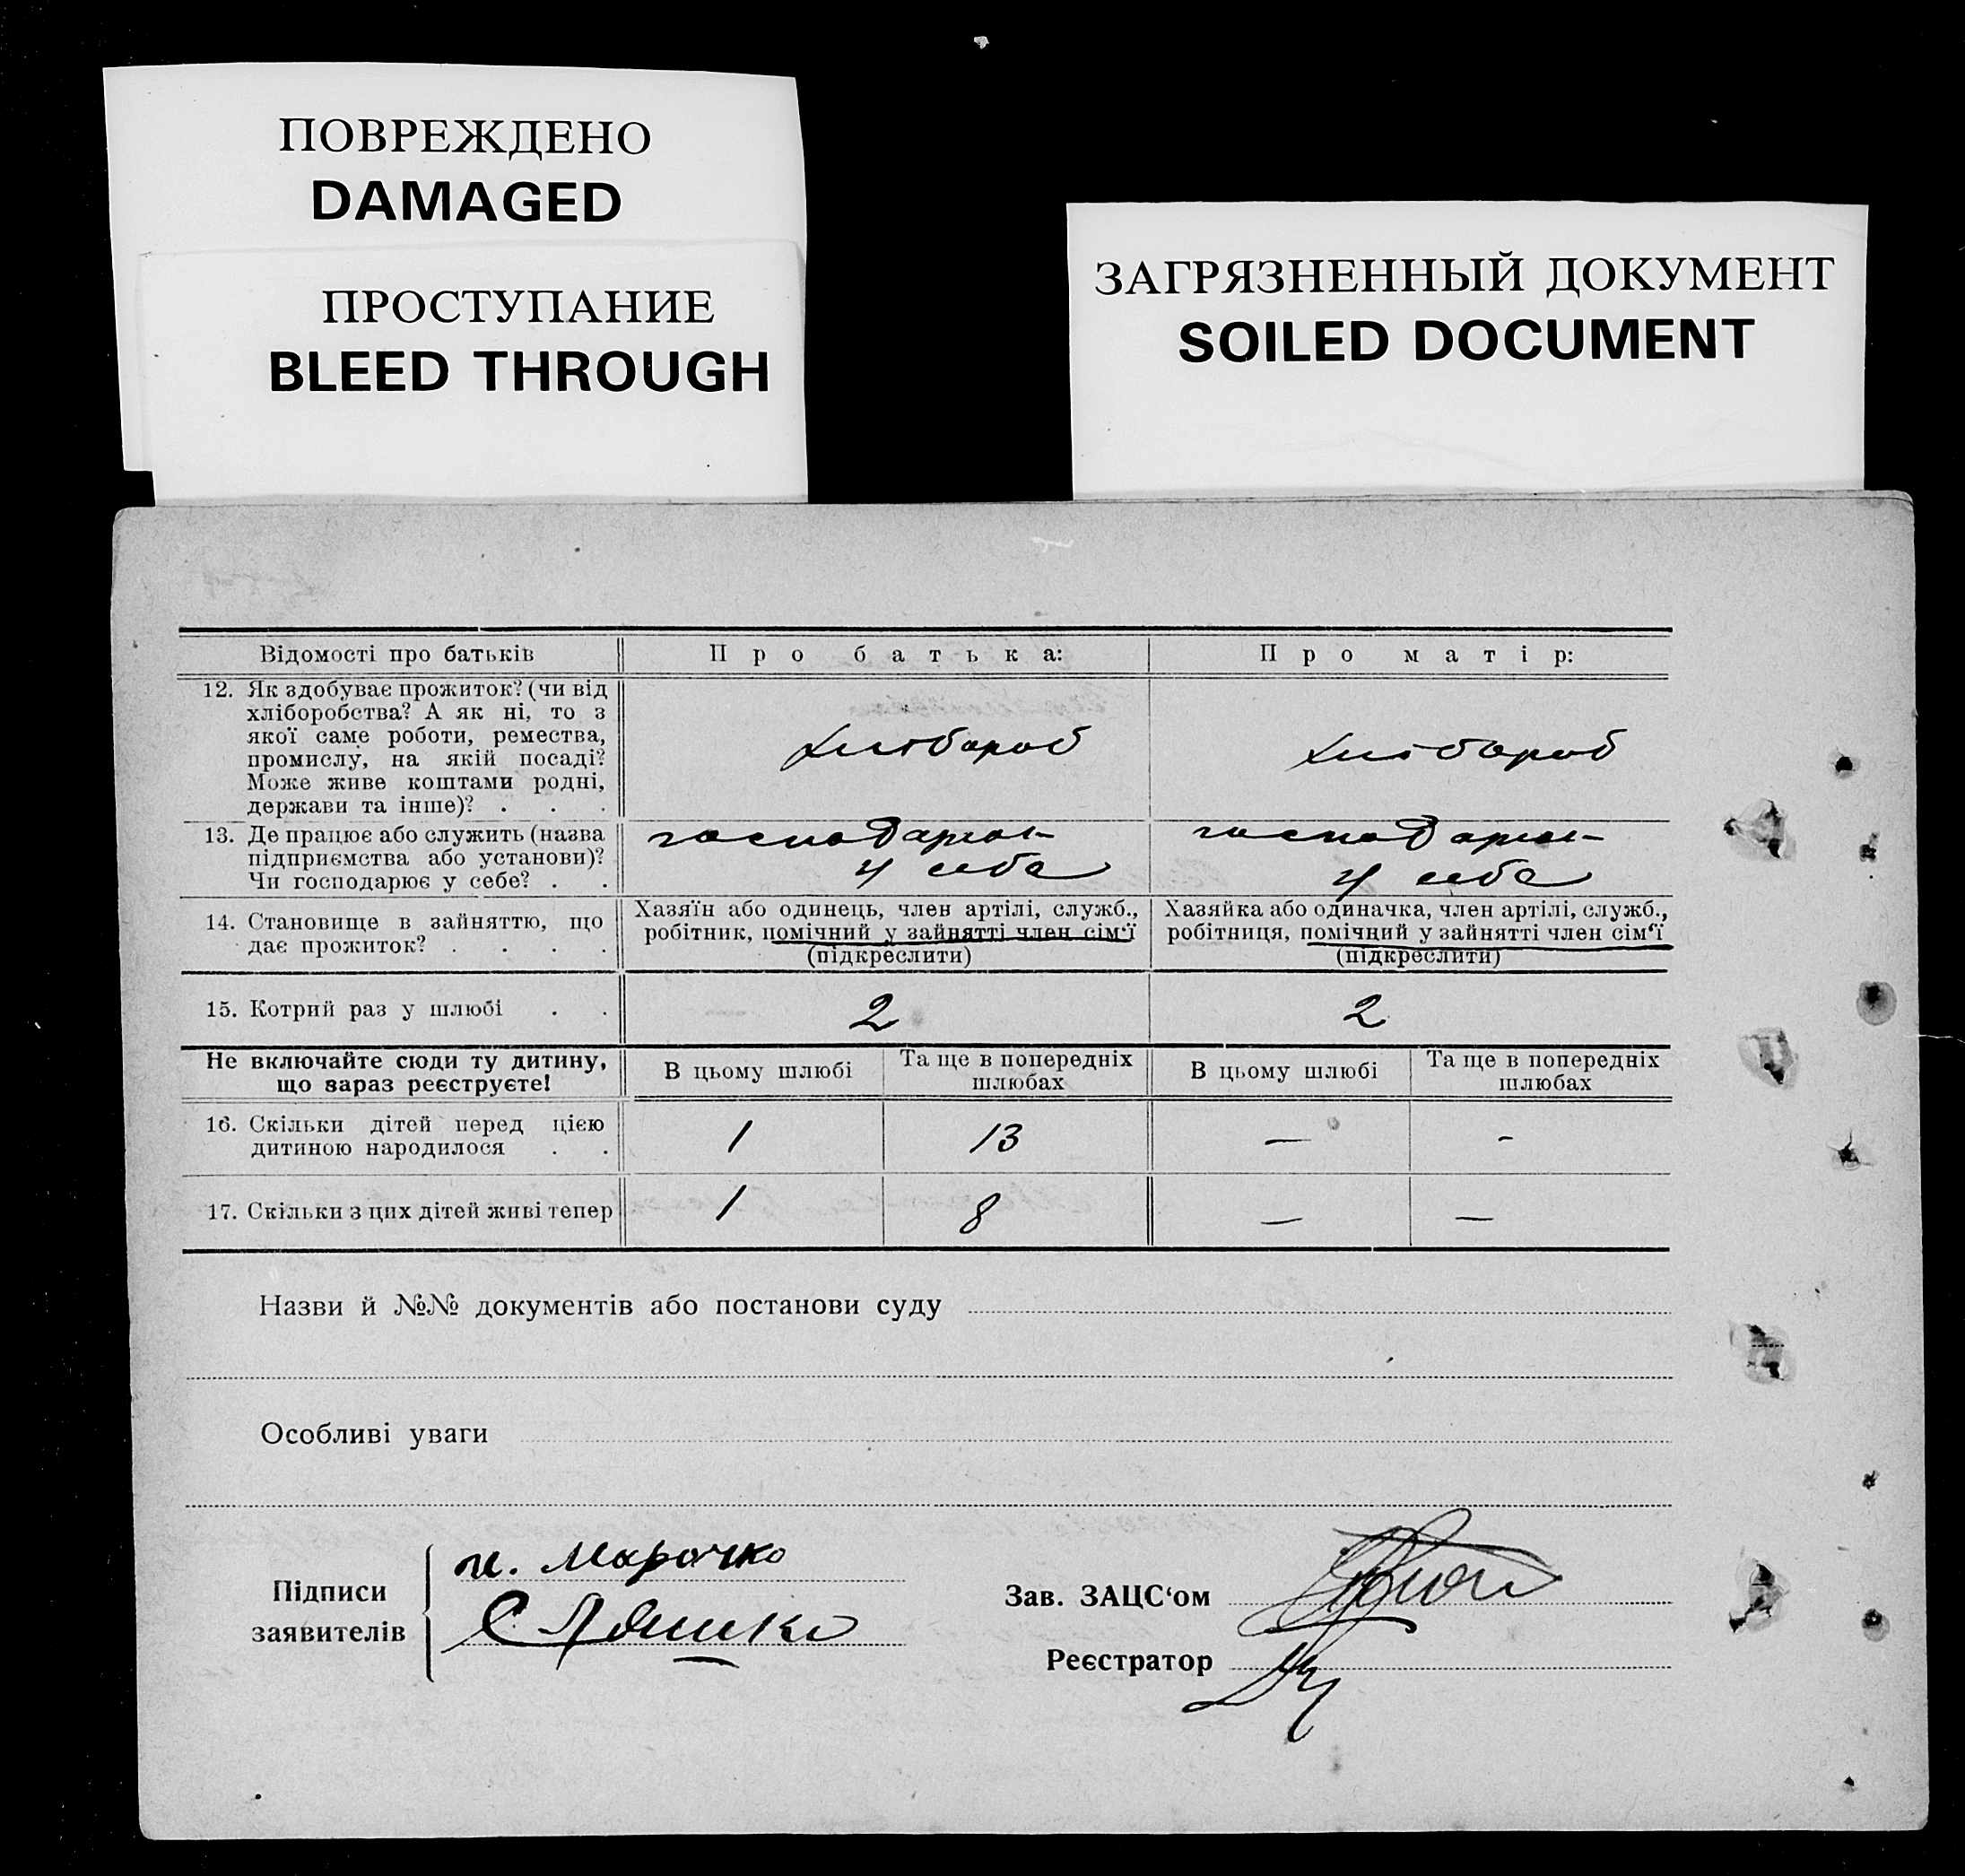 ПОВРЕЖДЕНО
DAMAGED
ПРОСТУПАНИЕ
BLEED THROUGH
ЗАГРЯЗНЕННЫЙ ДОКУМЕНТ
SOILED DOCUMENT
Відомості про батьків
Про батька:
Про матір:
12. Як здобуває прожиток? (чи від
хліборобства? А як ні, то з
якої саме роботи, ремества,
промислу, на якій посаді?
Може живе коштами родні,
держави та інше)? . . .
хлібороб
хлібороб
13. Де працює або служить (назва
підприємства або установи)?
Чи господарює у себе? . .
господарює
у себе
господарює
у себе
14. Становище в зайняттю, що
дає прожиток? . . . .
Хазяїн або одинець, член артілі, служб.,
робітник, помічний у зайнятті член сім'ї
(підкреслити)
Хазяйка або одиначка, член артілі, служб.,
робітниця, помічний у зайнятті член сім'ї
(підкреслити)
15. Котрий раз у шлюбі . .
2
2
Не включайте сюди ту дитину,
що зараз реєструєте!
В цьому шлюбі
Та ще в попередніх
шлюбах
В цьому шлюбі
Та ще в попередніх
шлюбах
16. Скільки дітей перед цією
дитиною народилося . .
1
13
—
-
17. Скільки з цих дітей живі тепер
1
8
—
—
Назви й №№ документів або постанови суду
Особливі уваги
Підписи
заявителів
Марочко
С Ляшко
Зав. ЗАЦС'ом
Реєстратор